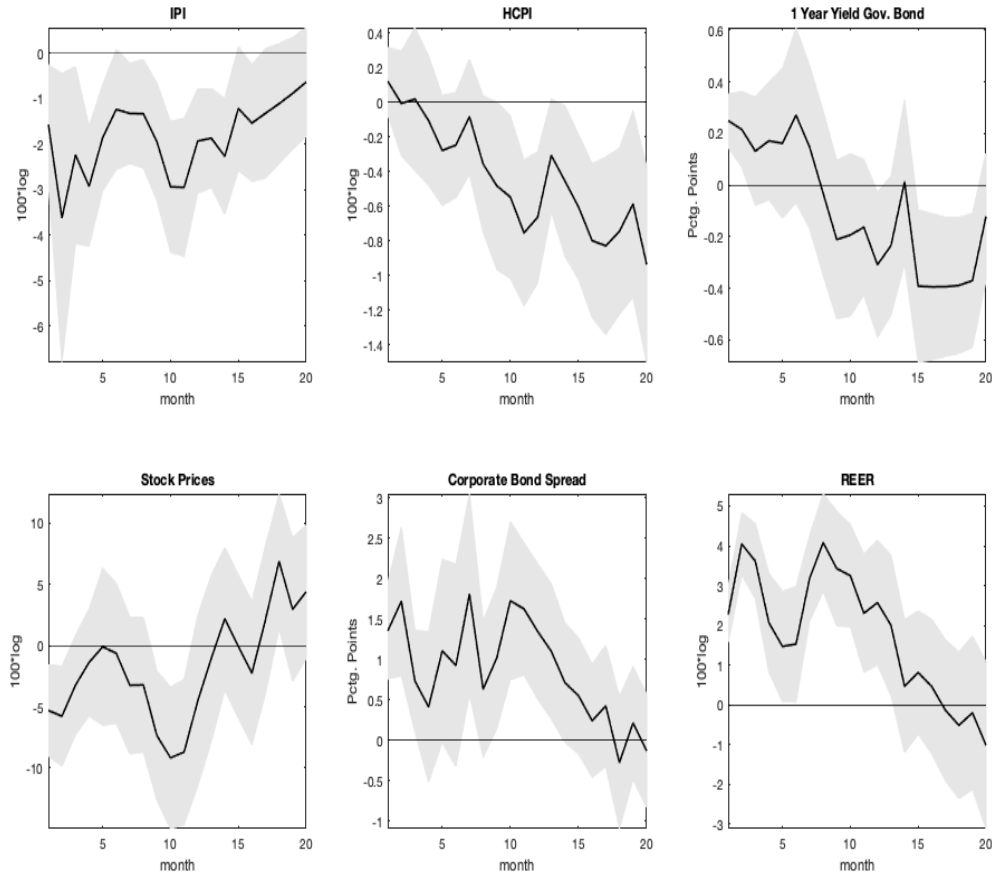 IPI
100*log
0
-1
-2
-3
-4
-5
-6
5 10 15 20
month
HCPI
100*log
0.4
0.2
0
-0.2
-0.4
-0.6
-0.8
-1
-1.2
-1.4
5 10 15 20
month
1 Year Yield Gov. Bond
Pctg. Points
0.6
0.4
0.2
0
-0.2
-0.4
-0.6
5 10 15 20
month
Stock Prices
100*log
10
5
0
-5
-10
5 10 15 20
month
Corporate Bond Spread
Pctg. Points
3
2.5
2
1.5
1
0.5
0
-0.5
-1
5 10 15 20
month
REER
100*log
5
4
3
2
1
0
-1
-2
-3
5 10 15 20
month